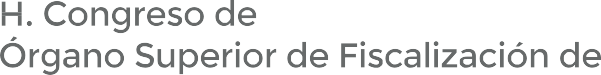 H. Congreso de
Órgano Superior de Fiscalización de